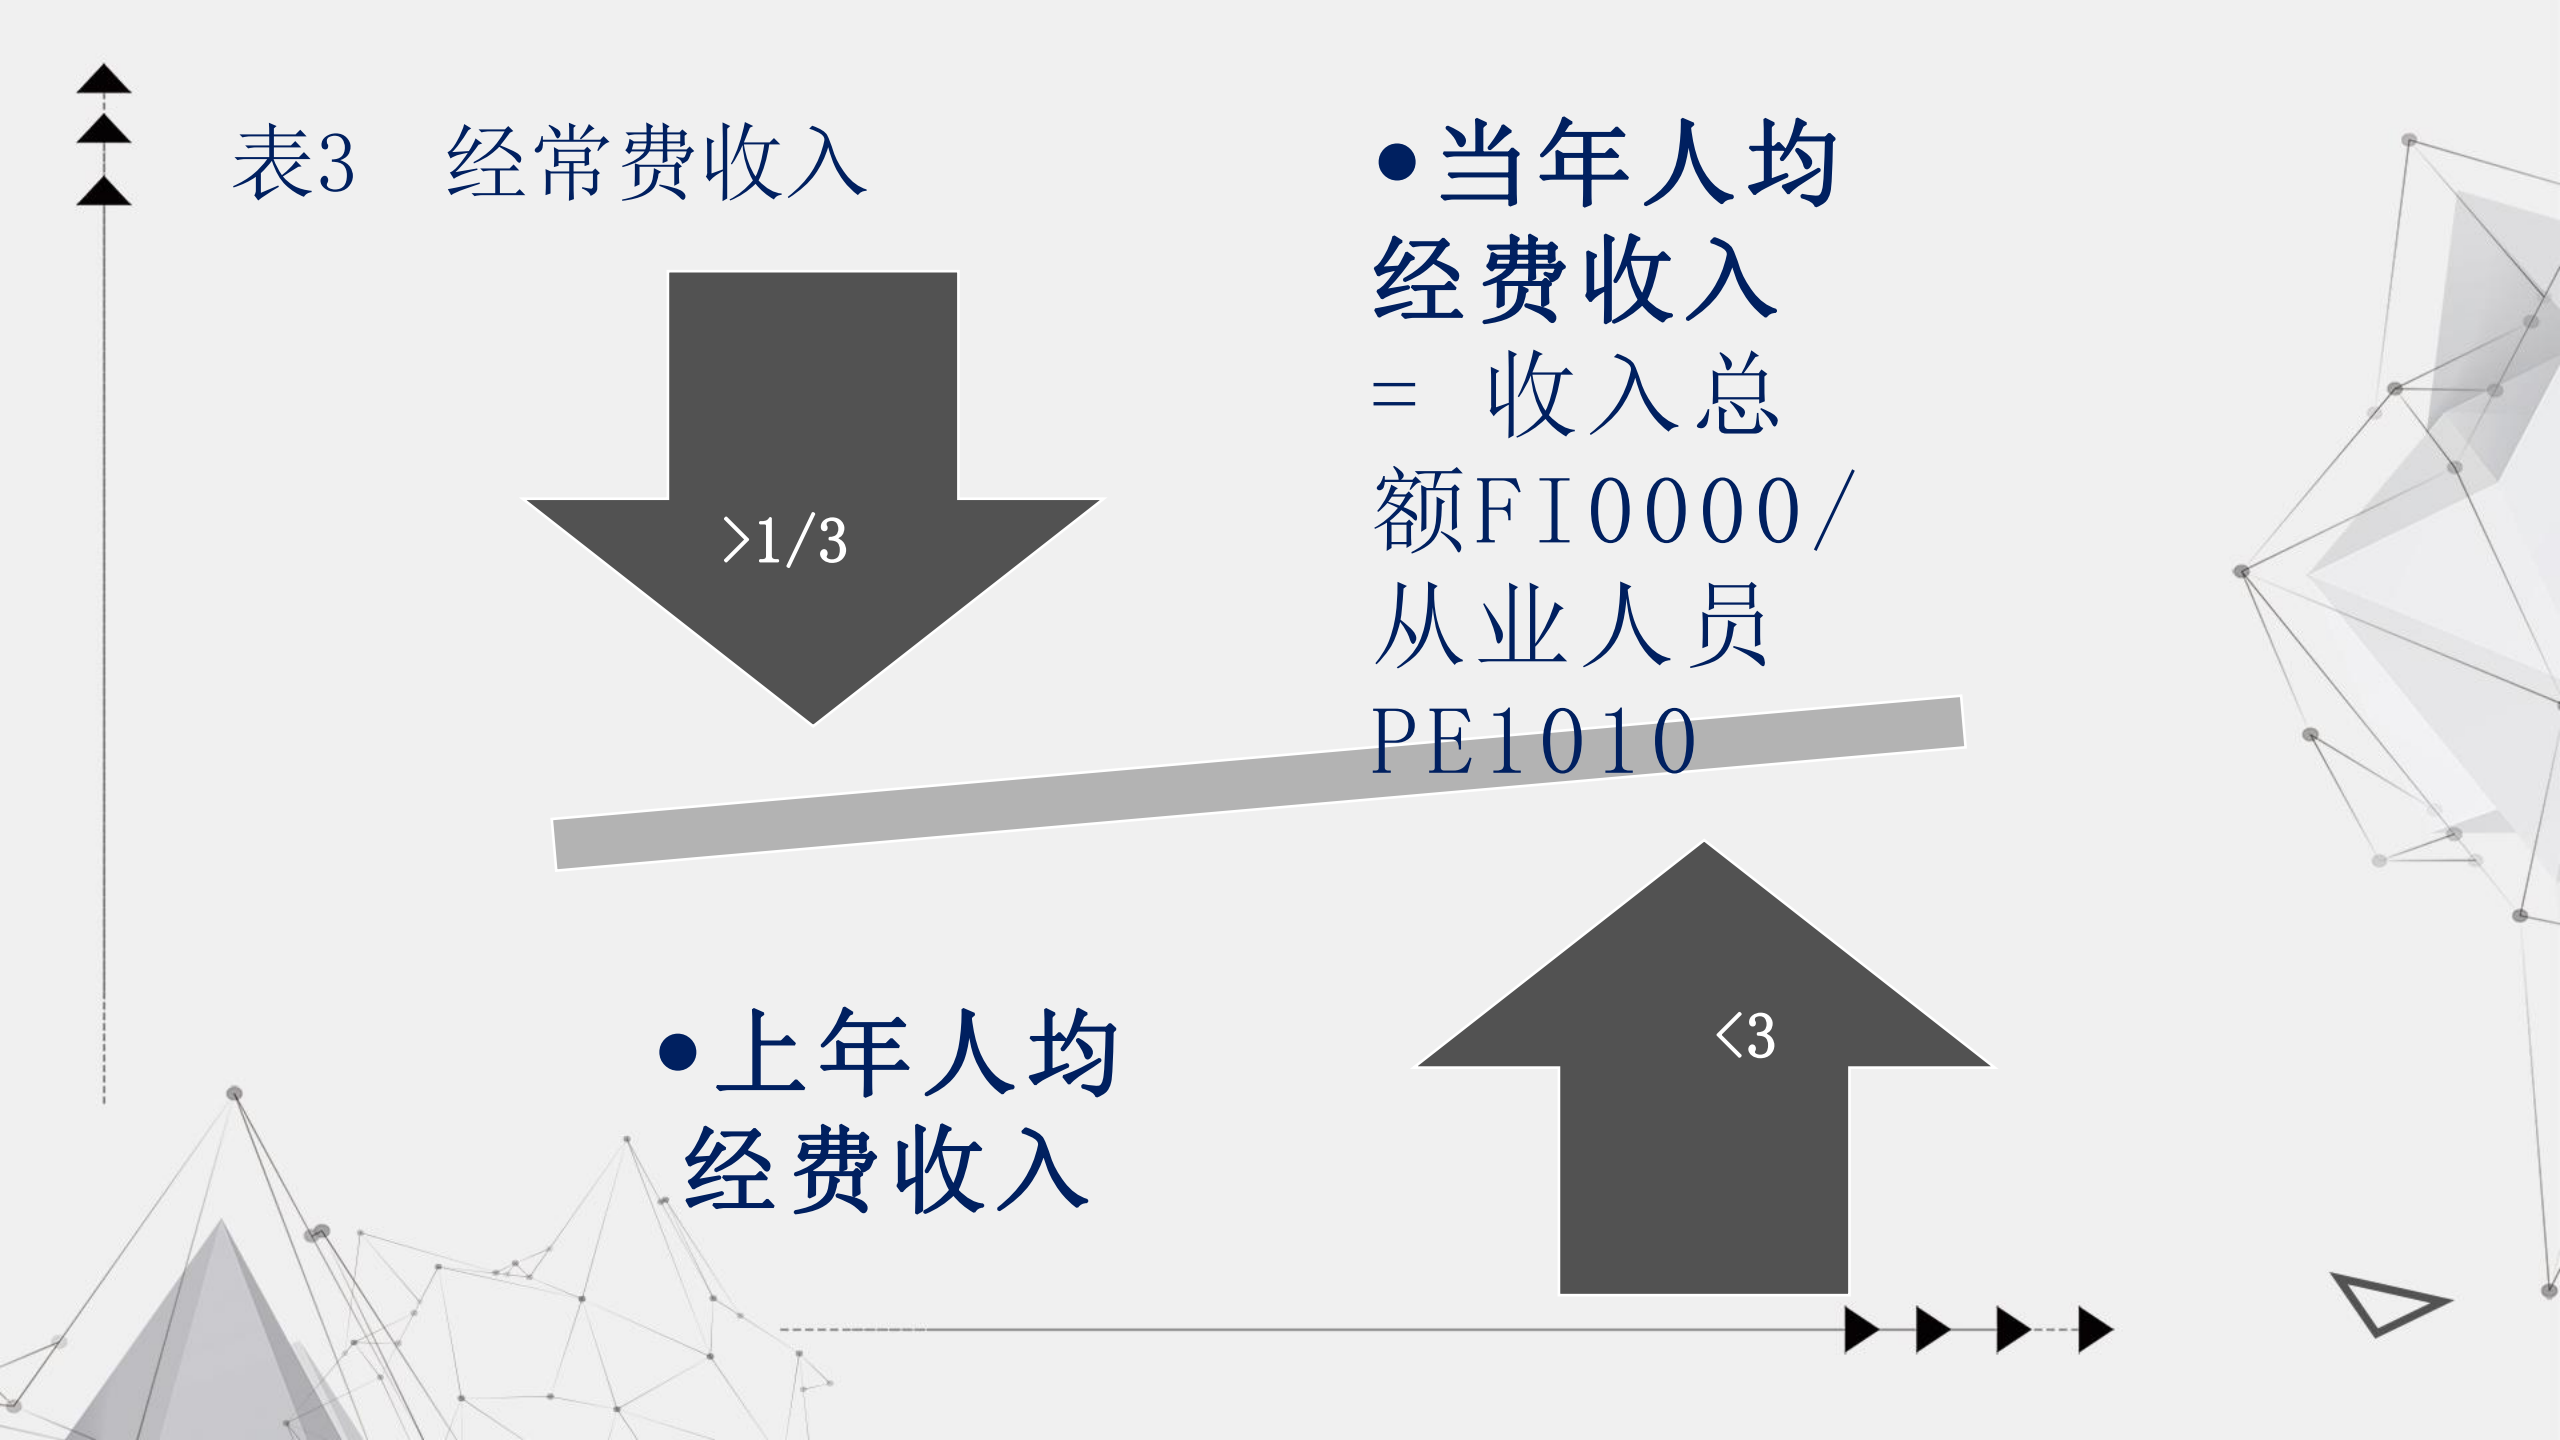 表3　经常费收入
•当年人均
经费收入
= 收入总
额FI0000/
从业人员
PE1010
>1/3
<3
•上年人均
经费收入